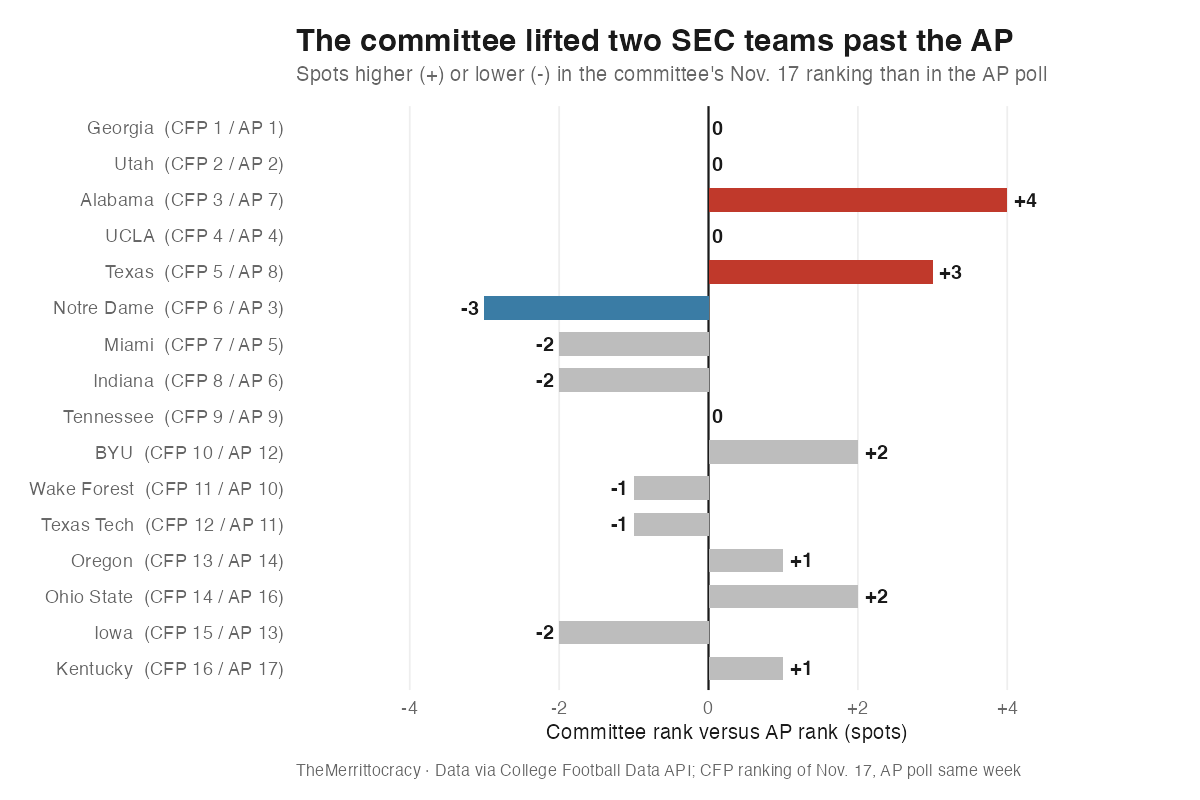 The committee lifted two SEC teams past the AP
Spots higher (+) or lower (-) in the committee's Nov. 17 ranking than in the AP poll
Georgia (CFP 1 / AP 1) 0
Utah (CFP 2 / AP 2) 0
Alabama (CFP 3 / AP 7) +4
UCLA (CFP 4 / AP 4) 0
Texas (CFP 5 / AP 8) +3
Notre Dame (CFP 6 / AP 3) -3
Miami (CFP 7 / AP 5) -2
Indiana (CFP 8 / AP 6) -2
Tennessee (CFP 9 / AP 9) 0
BYU (CFP 10 / AP 12) +2
Wake Forest (CFP 11 / AP 10) -1
Texas Tech (CFP 12 / AP 11) -1
Oregon (CFP 13 / AP 14) +1
Ohio State (CFP 14 / AP 16) +2
Iowa (CFP 15 / AP 13) -2
Kentucky (CFP 16 / AP 17) +1
-4 -2 0 +2 +4
Committee rank versus AP rank (spots)
TheMerrittocracy · Data via College Football Data API; CFP ranking of Nov. 17, AP poll same week